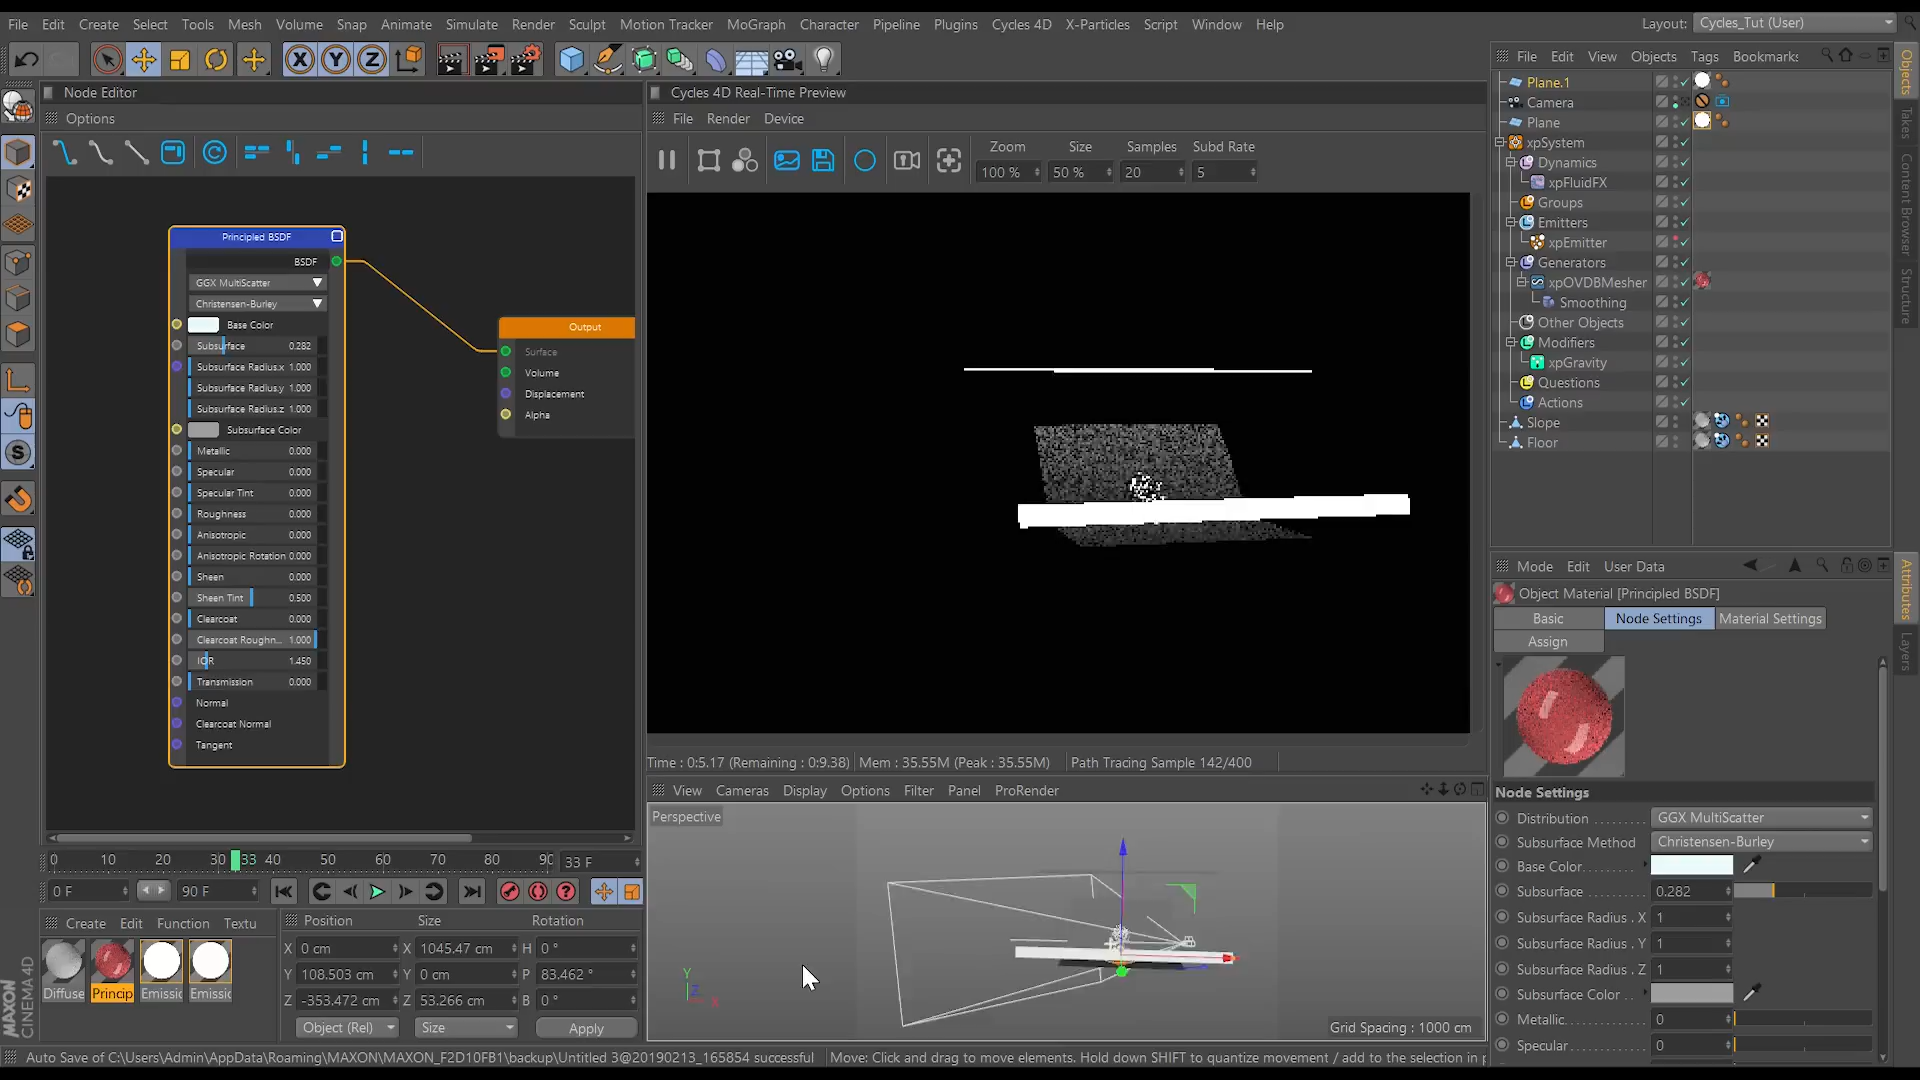 File Edit Create Select Tools Mesh Volume Snap Animate Simulate Render Sculpt Motion Tracker MoGraph Character Pipeline Plugins Cycles 4D X-Particles Script Window Help
Layout: Cycles_Tut (User)
X Y Z
File Edit View Objects Tags Bookmarks
Node Editor
Options
Cycles 4D Real-Time Preview
File Render Device
Zoom Size Samples Subd Rate
100 % 50 % 20 5
Principled BSDF
BSDF
GGX MultiScatter
Christensen-Burley
Base Color
Subsurface 0.282
Subsurface Radius.x 1.000
Subsurface Radius.y 1.000
Subsurface Radius.z 1.000
Subsurface Color
Metallic 0.000
Specular 0.000
Specular Tint 0.000
Roughness 0.000
Anisotropic 0.000
Anisotropic Rotation 0.000
Sheen 0.000
Sheen Tint 0.500
Clearcoat 0.000
Clearcoat Roughn... 1.000
IOR 1.450
Transmission 0.000
Normal
Clearcoat Normal
Tangent
Output
Surface
Volume
Displacement
Alpha
Time : 0:5.17 (Remaining : 0:9.38) Mem : 35.55M (Peak : 35.55M) Path Tracing Sample 142/400
View Cameras Display Options Filter Panel ProRender
Perspective
Y
Z
X
Grid Spacing : 1000 cm
0 10 20 30 33 40 50 60 70 80 90 33 F
0 F 90 F
Create Edit Function Textu
Diffuse Princip Emissic Emissic
Position Size Rotation
X 0 cm X 1045.47 cm H 0 °
Y 108.503 cm Y 0 cm P 83.462 °
Z -353.472 cm Z 53.266 cm B 0 °
Object (Rel) Size Apply
MAXON
CINEMA4D
Auto Save of C:\Users\Admin\AppData\Roaming\MAXON\MAXON_F2D10FB1\backup\Untitled 3@20190213_165854 successful
Move: Click and drag to move elements. Hold down SHIFT to quantize movement / add to the selection in p
Plane.1
Camera
Plane
xpSystem
Dynamics
xpFluidFX
Groups
Emitters
xpEmitter
Generators
xpOVDBMesher
Smoothing
Other Objects
Modifiers
xpGravity
Questions
Actions
Slope
Floor
Objects
Takes
Content Browser
Structure
Mode Edit User Data
Object Material [Principled BSDF]
Basic Node Settings Material Settings
Assign
Node Settings
Distribution GGX MultiScatter
Subsurface Method Christensen-Burley
Base Color
Subsurface 0.282
Subsurface Radius . X 1
Subsurface Radius . Y 1
Subsurface Radius . Z 1
Subsurface Color
Metallic 0
Specular 0
Attributes
Layers